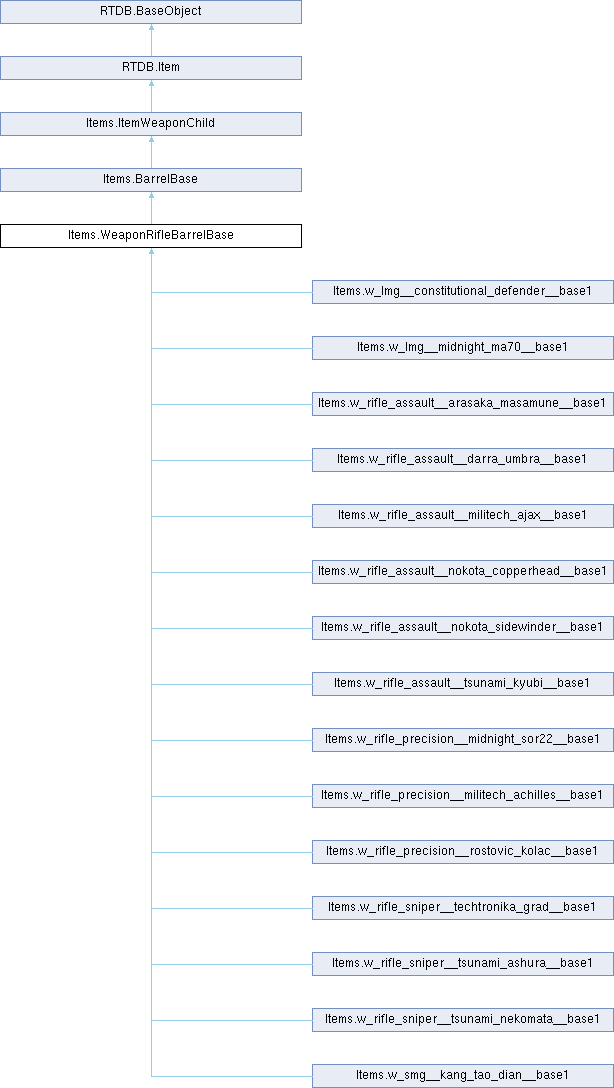 RTDB.BaseObject
RTDB.Item
Items.ItemWeaponChild
Items.BarrelBase
Items.WeaponRifleBarrelBase
Items.w_lmg__constitutional_defender__base1
Items.w_lmg__midnight_ma70__base1
Items.w_rifle_assault__arasaka_masamune__base1
Items.w_rifle_assault__darra_umbra__base1
Items.w_rifle_assault__militech_ajax__base1
Items.w_rifle_assault__nokota_copperhead__base1
Items.w_rifle_assault__nokota_sidewinder__base1
Items.w_rifle_assault__tsunami_kyubi__base1
Items.w_rifle_precision__midnight_sor22__base1
Items.w_rifle_precision__militech_achilles__base1
Items.w_rifle_precision__rostovic_kolac__base1
Items.w_rifle_sniper__techtronika_grad__base1
Items.w_rifle_sniper__tsunami_ashura__base1
Items.w_rifle_sniper__tsunami_nekomata__base1
Items.w_smg__kang_tao_dian__base1